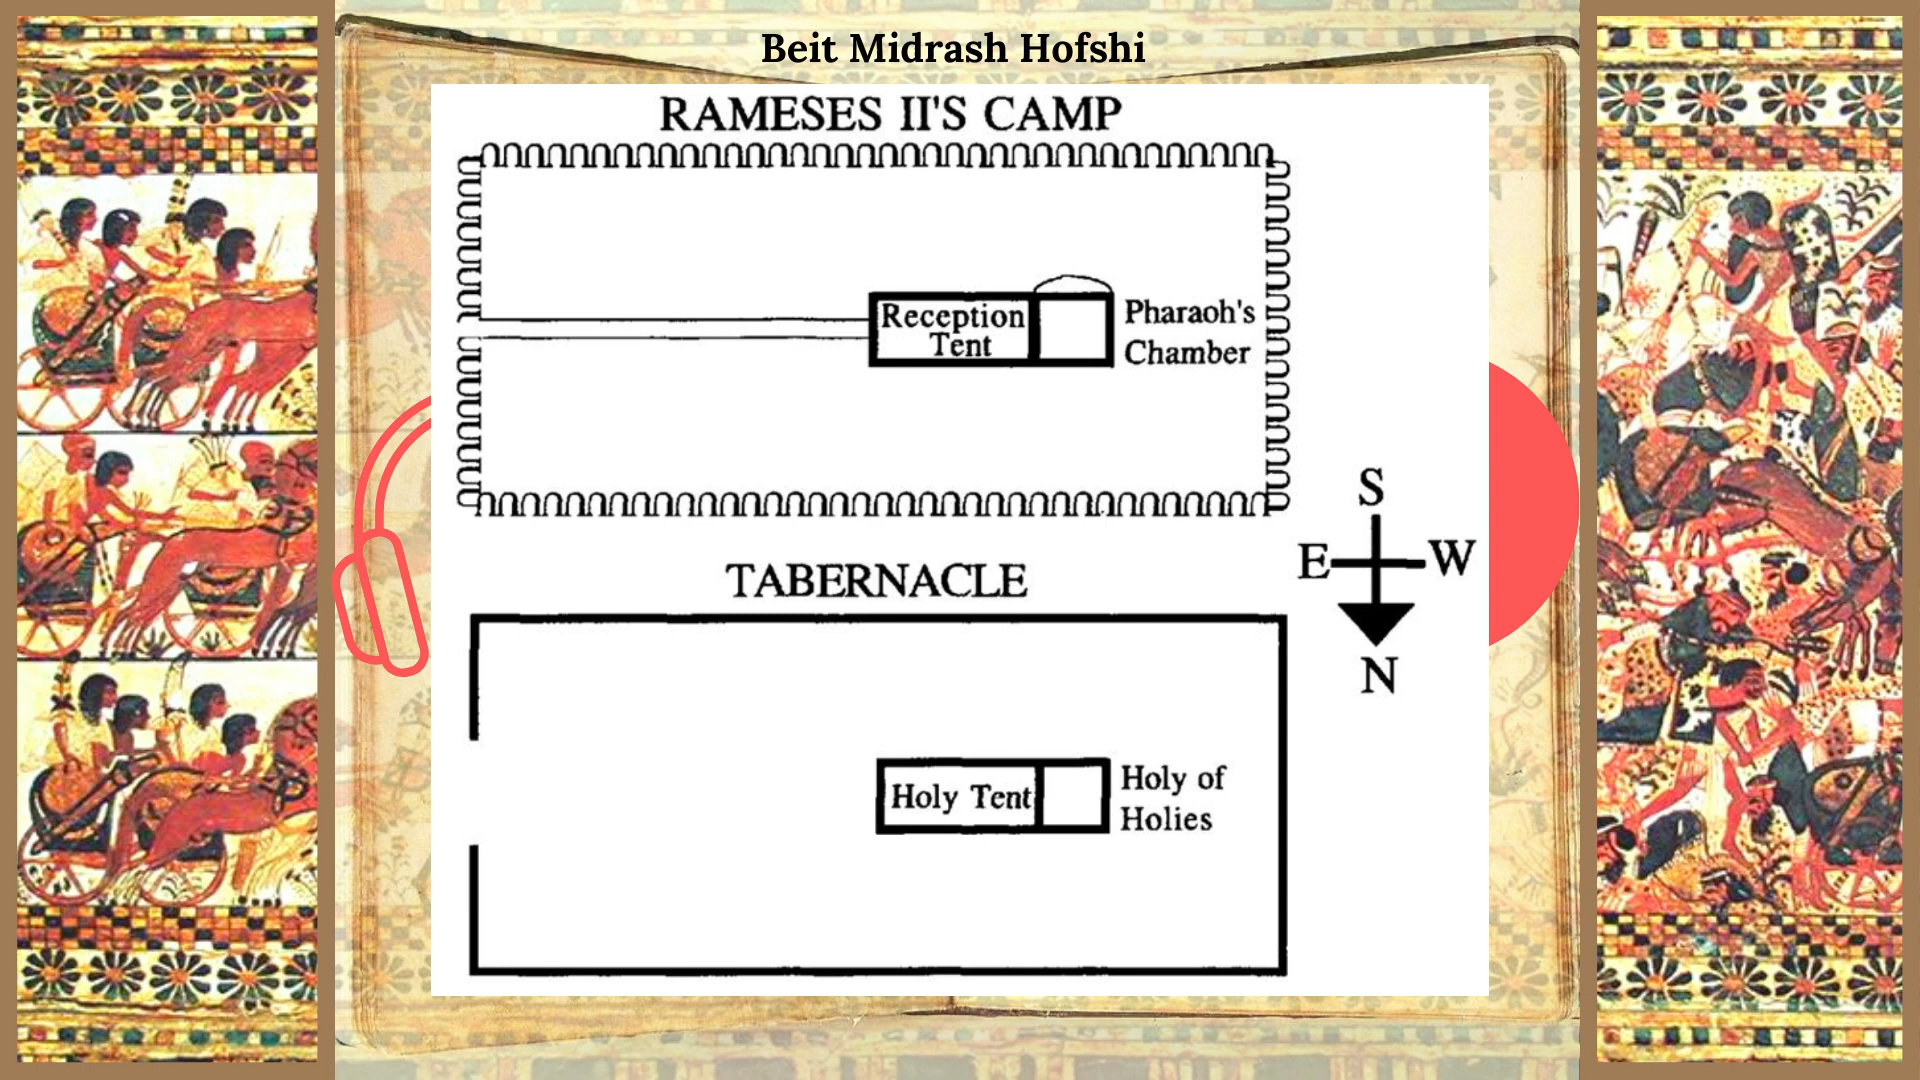 Beit Midrash Hofshi
RAMESES II'S CAMP
Reception
Tent
Pharaoh's
Chamber
S
E
W
N
TABERNACLE
Holy Tent
Holy of
Holies